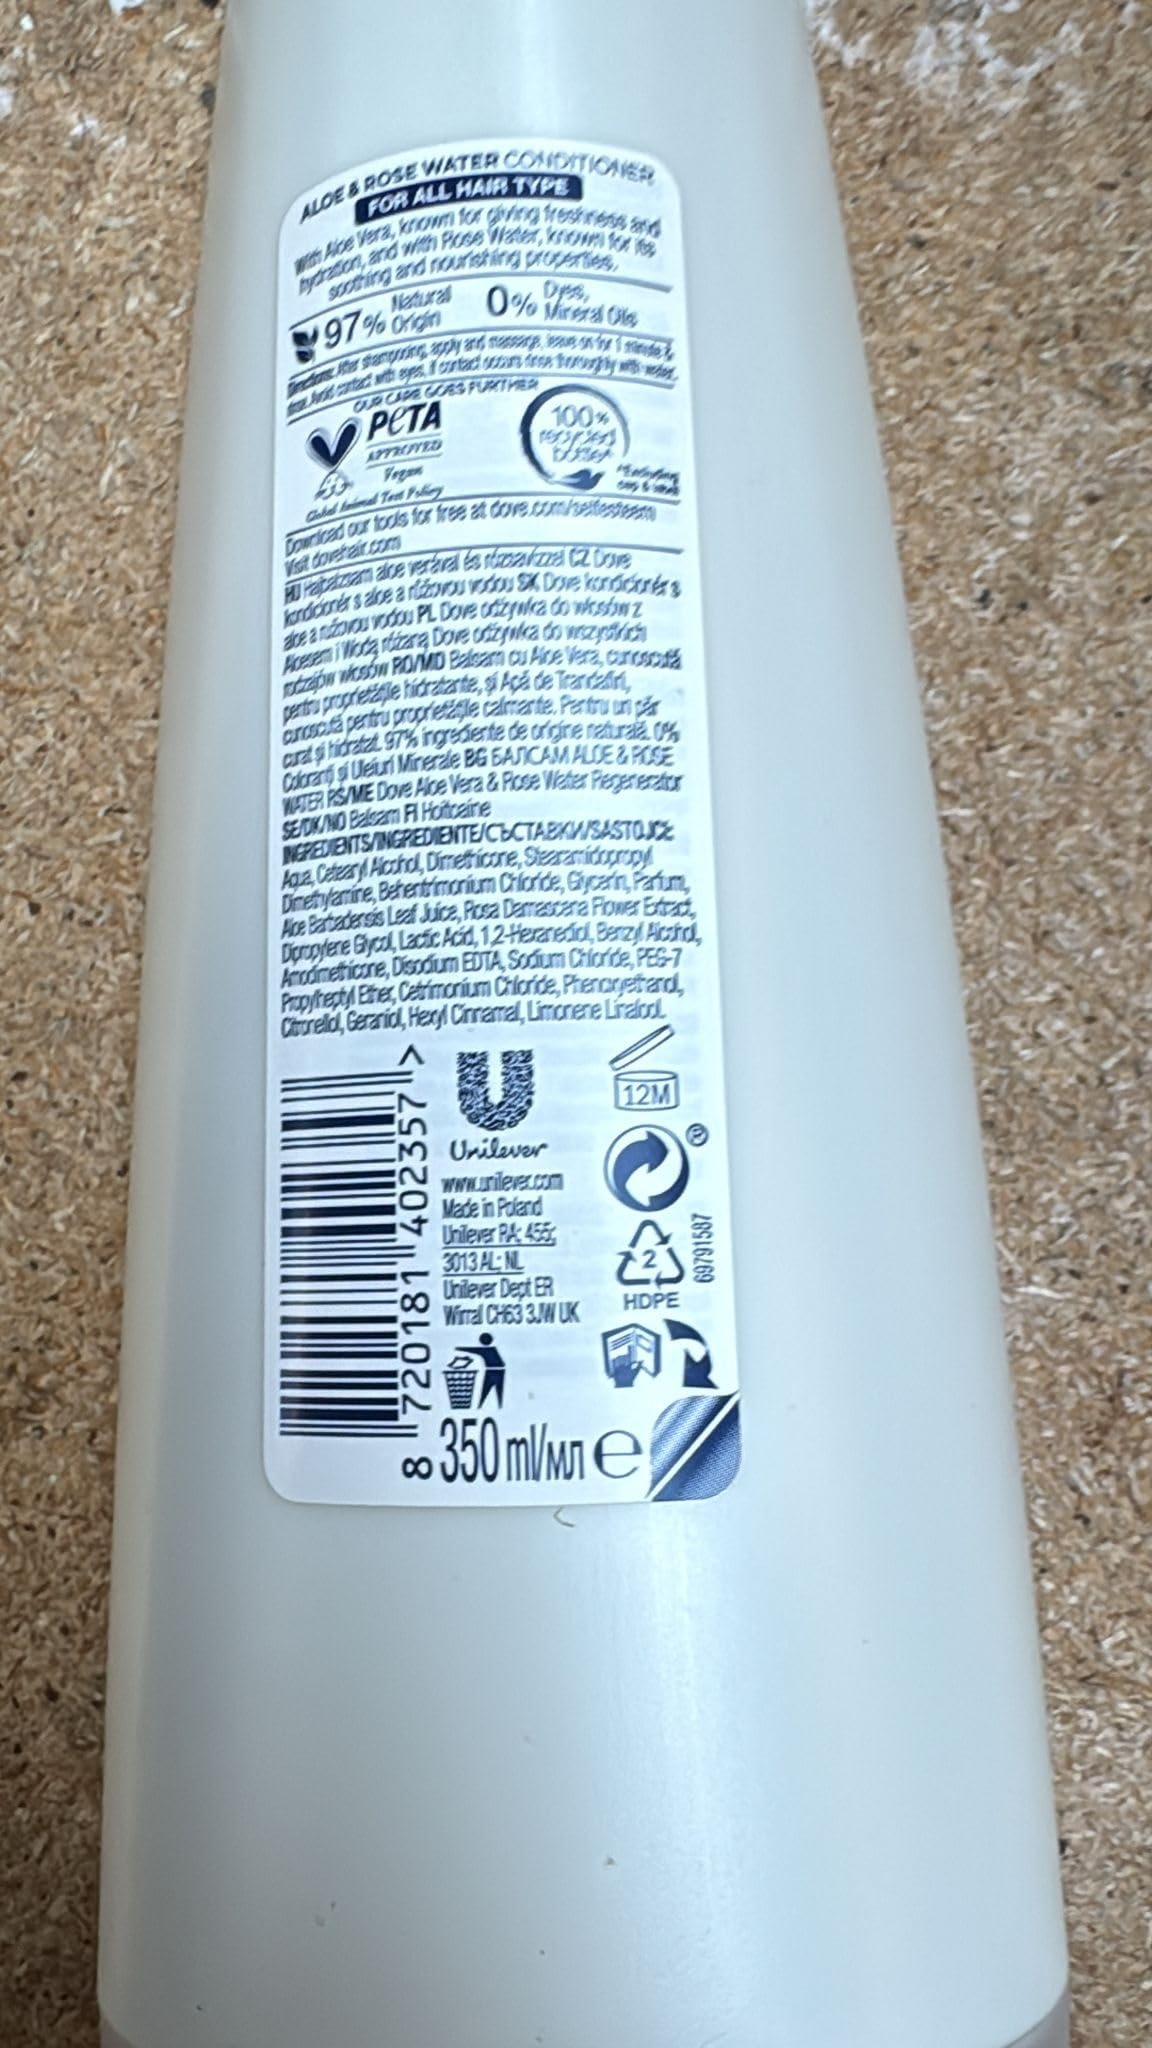 ALOE & ROSE WATER CONDITIONER
FOR ALL HAIR TYPE
With Aloe Vera, known for giving freshness and
hydration, and with Rose Water, known for its
soothing and nourishing properties.
97% Natural Origin
0% Dyes, Mineral Oils
Directions: After shampooing, apply and massage, leave on for 1 minute &
rinse. Avoid contact with eyes. If contact occurs rinse thoroughly with water.
OUR CARE GOES FURTHER
PETA
APPROVED
Vegan
Global Animal Test Policy
100%
recycled
bottle*
*Excluding
cap & label
Download our tools for free at dove.com/selfesteem
Visit dovehair.com
HU Hajbalzsam aloe verával és rózsavízzel CZ Dove
kondicionér s aloe a růžovou vodou SK Dove kondicionér s
aloe a ružovou vodou PL Dove odżywka do włosów z
Aloesem i Wodą różaną Dove odżywka do wszystkich
rodzajów włosów RO/MD Balsam cu Aloe Vera, cunoscută
pentru proprietățile hidratante, și Apă de Trandafiri,
cunoscută pentru proprietățile calmante. Pentru un păr
curat și hidratat. 97% ingrediente de origine naturală. 0%
Coloranți și Uleiuri Minerale BG БАЛСАМ ALOE & ROSE
WATER RS/ME Dove Aloe Vera & Rose Water Regenerator
SE/DK/NO Balsam FI Hoitoaine
INGREDIENTS/INGREDIENTE/СЪСТАВКИ/SASTOJCI:
Aqua, Cetearyl Alcohol, Dimethicone, Stearamidopropyl
Dimethylamine, Behentrimonium Chloride, Glycerin, Parfum,
Aloe Barbadensis Leaf Juice, Rosa Damascena Flower Extract,
Dipropylene Glycol, Lactic Acid, 1,2-Hexanediol, Benzyl Alcohol,
Amodimethicone, Disodium EDTA, Sodium Chloride, PEG-7
Propylheptyl Ether, Cetrimonium Chloride, Phenoxyethanol,
Citronellol, Geraniol, Hexyl Cinnamal, Limonene Linalool.
8 720181 402357 >
U
Unilever
www.unilever.com
Made in Poland
Unilever RA: 455;
3013 AL; NL
Unilever Dept ER
Wirral CH63 3JW UK
12M
®
2
HDPE
69791587
350 ml/мл e